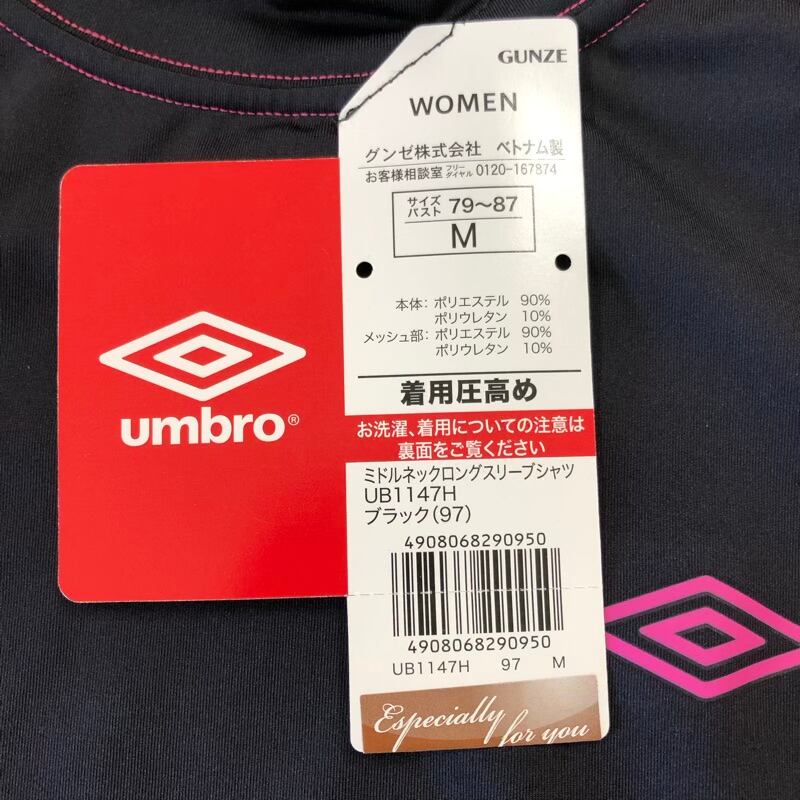 GUNZE
WOMEN
グンゼ株式会社 ベトナム製
お客様相談室 フリーダイヤル 0120-167874
サイズ
バスト 79～87
M
本体: ポリエステル 90%
ポリウレタン 10%
メッシュ部: ポリエステル 90%
ポリウレタン 10%
着用圧高め
お洗濯、着用についての注意は
裏面をご覧ください
ミドルネックロングスリーブシャツ
UB1147H
ブラック(97)
4908068290950
4908068290950
UB1147H 97 M
Especially
for you
umbro®